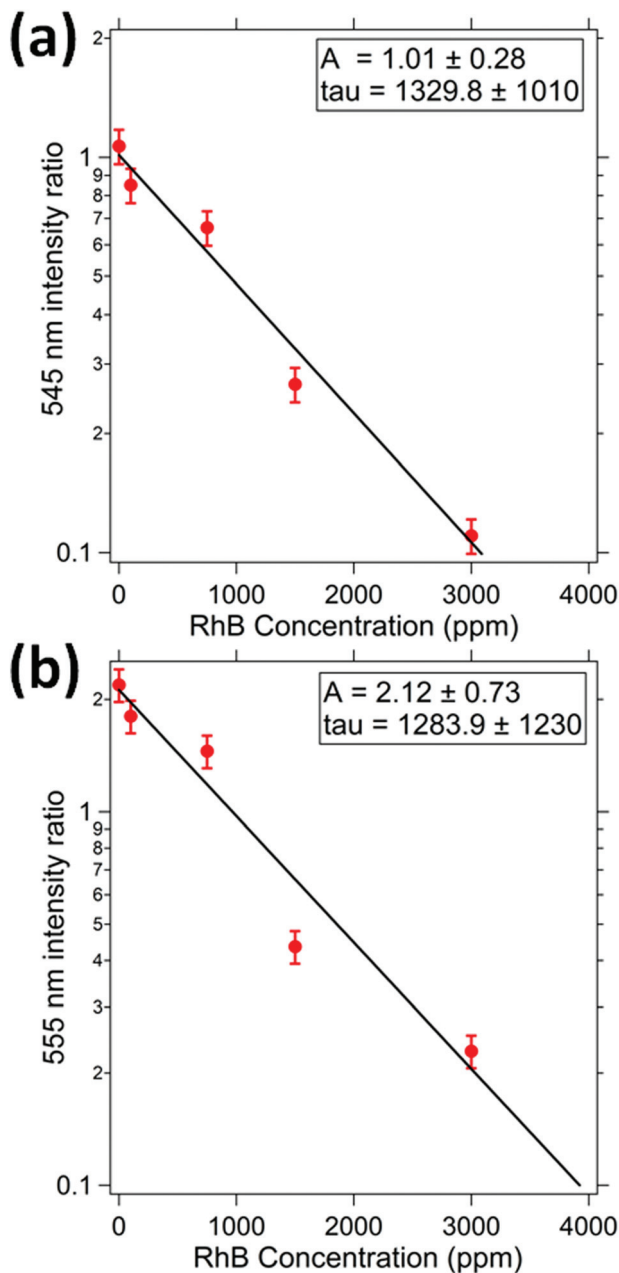 (a)
A = 1.01 ± 0.28
tau = 1329.8 ± 1010
2
1
9
8
7
6
5
4
3
2
0.1
545 nm intensity ratio
0 1000 2000 3000 4000
RhB Concentration (ppm)
(b)
A = 2.12 ± 0.73
tau = 1283.9 ± 1230
2
1
9
8
7
6
5
4
3
2
0.1
555 nm intensity ratio
0 1000 2000 3000 4000
RhB Concentration (ppm)